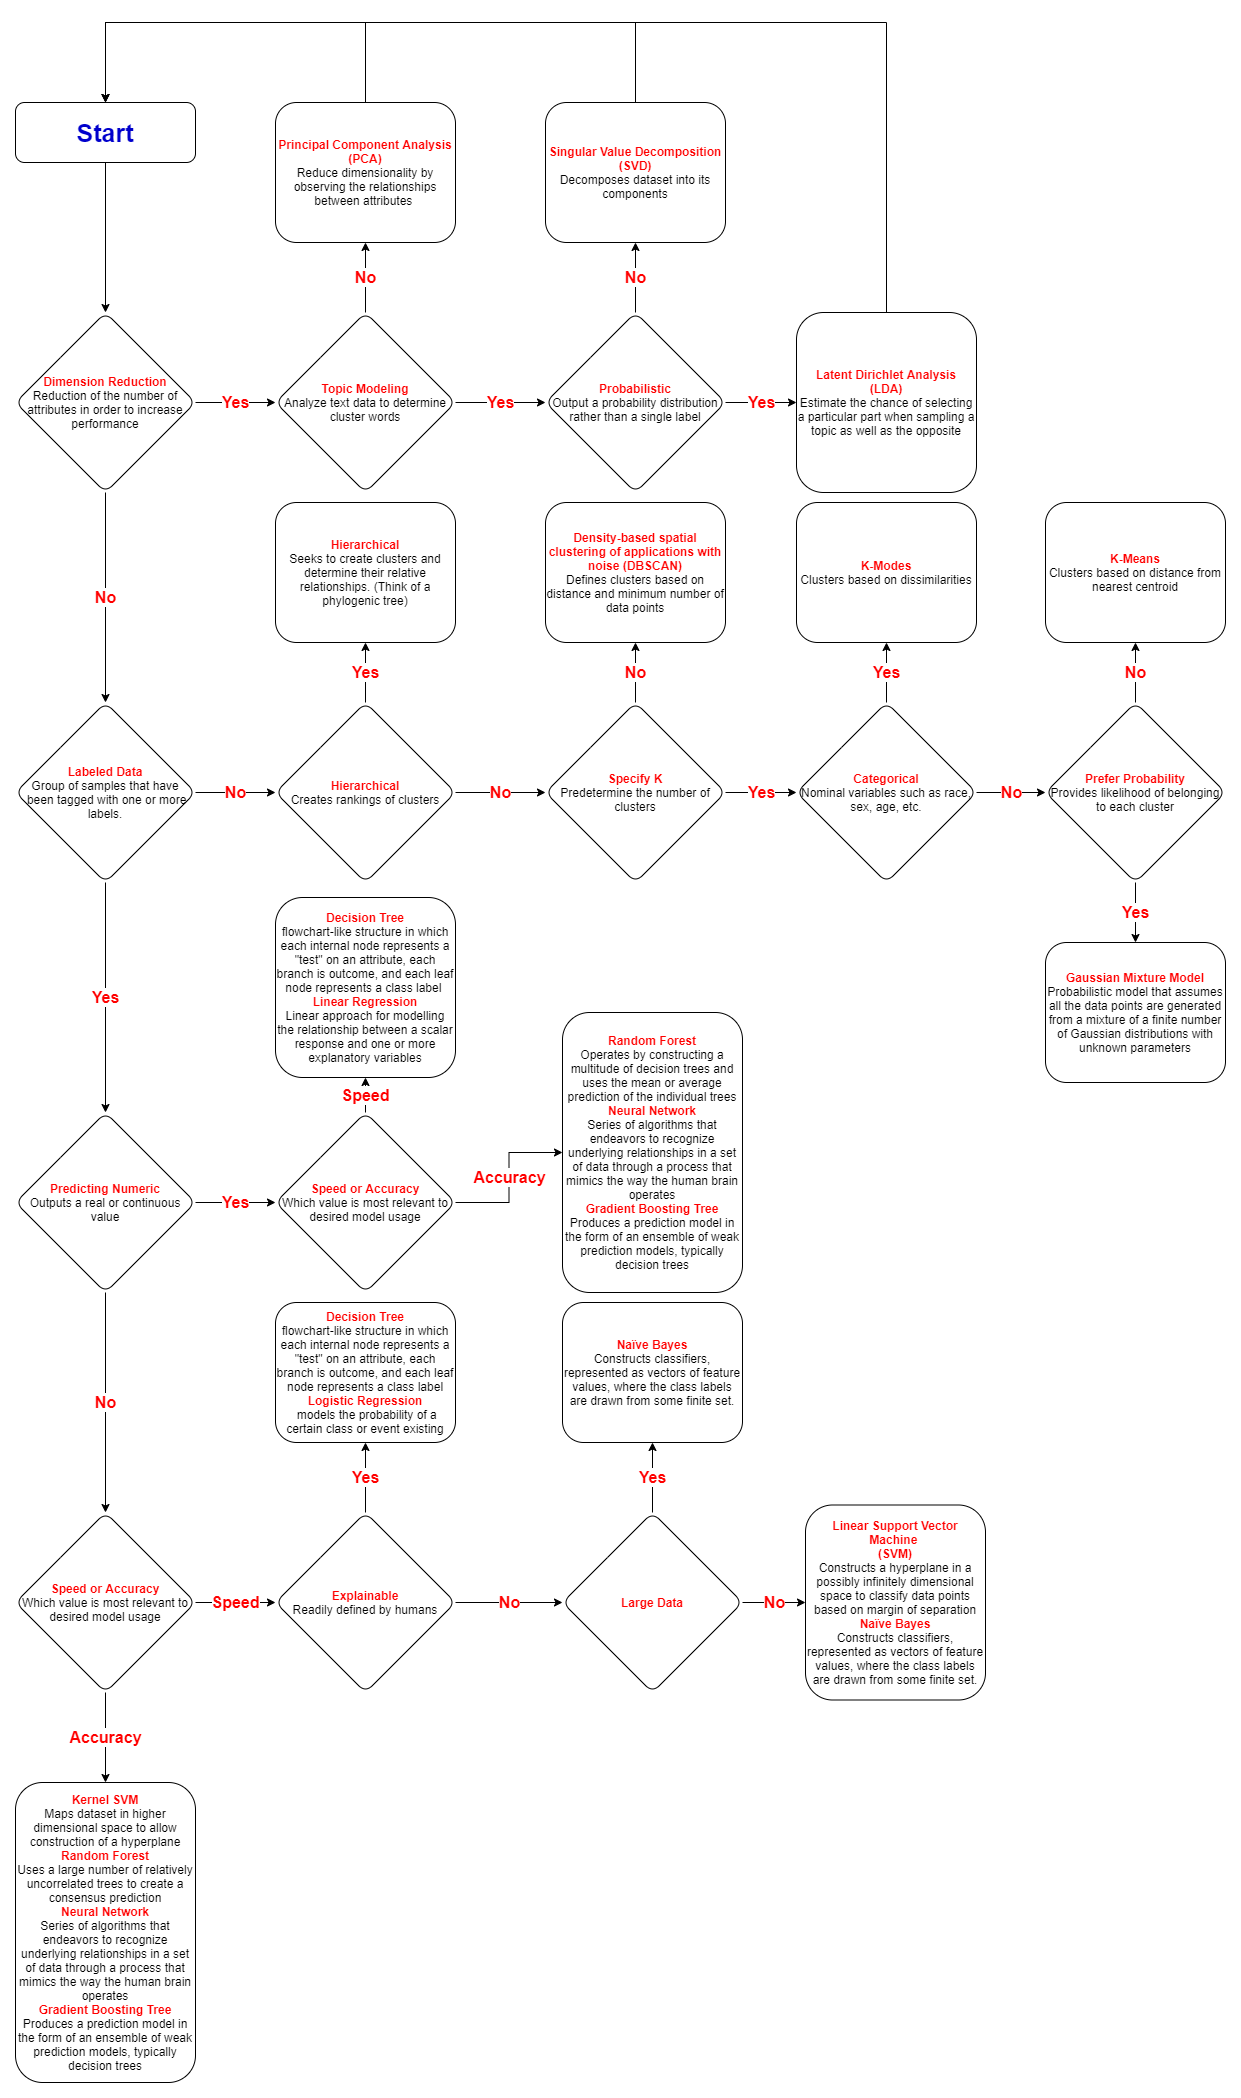 Start
Principal Component Analysis
(PCA)
Reduce dimensionality by
observing the relationships
between attributes
Singular Value Decomposition
(SVD)
Decomposes dataset into its
components
No
No
Dimension Reduction
Reduction of the number of
attributes in order to increase
performance
Yes
Topic Modeling
Analyze text data to determine
cluster words
Yes
Probabilistic
Output a probability distribution
rather than a single label
Yes
Latent Dirichlet Analysis
(LDA)
Estimate the chance of selecting
a particular part when sampling a
topic as well as the opposite
No
Hierarchical
Seeks to create clusters and
determine their relative
relationships. (Think of a
phylogenic tree)
Density-based spatial
clustering of applications with
noise (DBSCAN)
Defines clusters based on
distance and minimum number of
data points
K-Modes
Clusters based on dissimilarities
K-Means
Clusters based on distance from
nearest centroid
Yes
No
Yes
No
Labeled Data
Group of samples that have
been tagged with one or more
labels.
No
Hierarchical
Creates rankings of clusters
No
Specify K
Predetermine the number of
clusters
Yes
Categorical
Nominal variables such as race,
sex, age, etc.
No
Prefer Probability
Provides likelihood of belonging
to each cluster
Yes
Yes
Gaussian Mixture Model
Probabilistic model that assumes
all the data points are generated
from a mixture of a finite number
of Gaussian distributions with
unknown parameters
Decision Tree
flowchart-like structure in which
each internal node represents a
"test" on an attribute, each
branch is outcome, and each leaf
node represents a class label
Linear Regression
Linear approach for modelling
the relationship between a scalar
response and one or more
explanatory variables
Speed
Random Forest
Operates by constructing a
multitude of decision trees and
uses the mean or average
prediction of the individual trees
Neural Network
Series of algorithms that
endeavors to recognize
underlying relationships in a set
of data through a process that
mimics the way the human brain
operates
Gradient Boosting Tree
Produces a prediction model in
the form of an ensemble of weak
prediction models, typically
decision trees
Predicting Numeric
Outputs a real or continuous
value
Yes
Speed or Accuracy
Which value is most relevant to
desired model usage
Accuracy
No
Decision Tree
flowchart-like structure in which
each internal node represents a
"test" on an attribute, each
branch is outcome, and each leaf
node represents a class label
Logistic Regression
models the probability of a
certain class or event existing
Naïve Bayes
Constructs classifiers,
represented as vectors of feature
values, where the class labels
are drawn from some finite set.
Yes
Yes
Speed or Accuracy
Which value is most relevant to
desired model usage
Speed
Explainable
Readily defined by humans
No
Large Data
No
Linear Support Vector
Machine
(SVM)
Constructs a hyperplane in a
possibly infinitely dimensional
space to classify data points
based on margin of separation
Naïve Bayes
Constructs classifiers,
represented as vectors of feature
values, where the class labels
are drawn from some finite set.
Accuracy
Kernel SVM
Maps dataset in higher
dimensional space to allow
construction of a hyperplane
Random Forest
Uses a large number of relatively
uncorrelated trees to create a
consensus prediction
Neural Network
Series of algorithms that
endeavors to recognize
underlying relationships in a set
of data through a process that
mimics the way the human brain
operates
Gradient Boosting Tree
Produces a prediction model in
the form of an ensemble of weak
prediction models, typically
decision trees